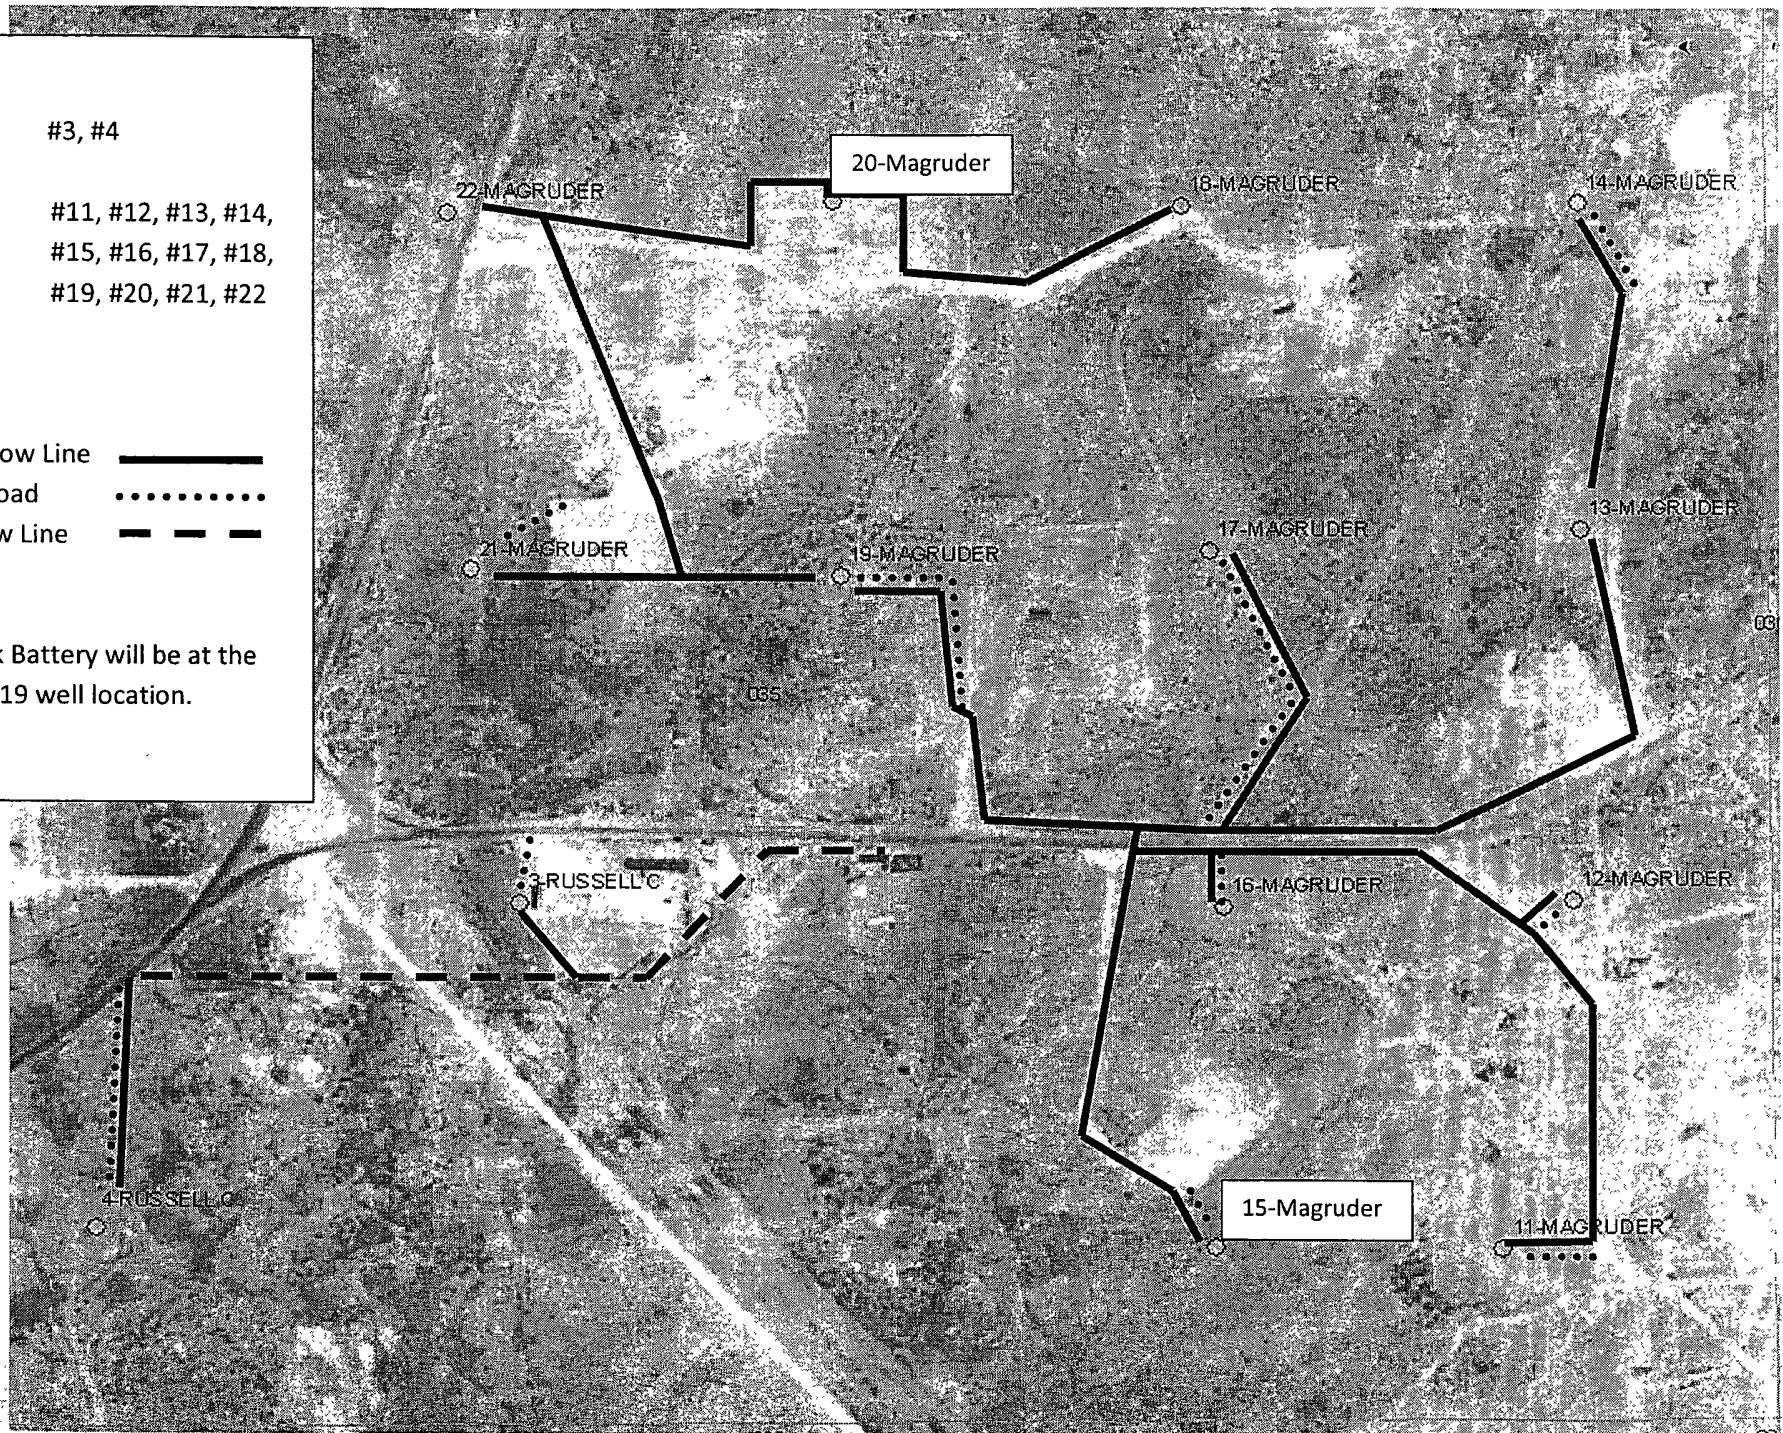 #3, #4
#11, #12, #13, #14,
#15, #16, #17, #18,
#19, #20, #21, #22
ow Line
oad
w Line
k Battery will be at the
19 well location.
20-Magruder
22-MAGRUDER
18-MAGRUDER
14-MAGRUDER
13-MAGRUDER
17-MAGRUDER
21-MAGRUDER
19-MAGRUDER
03
035
3-RUSSELL C
16-MAGRUDER
12-MAGRUDER
4-RUSSELL C
15-Magruder
11-MAGRUDER